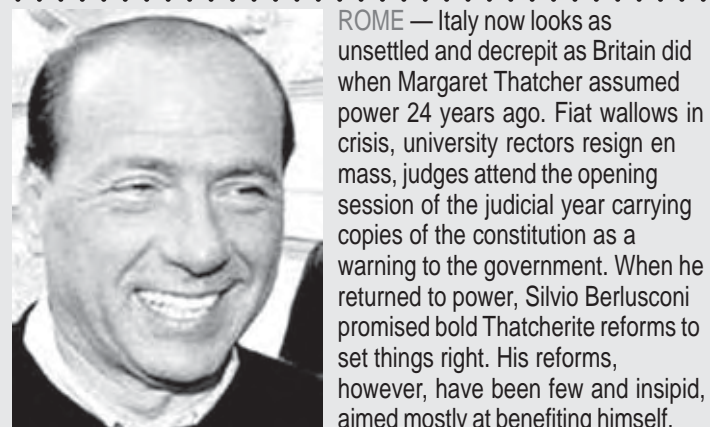 ROME — Italy now looks as
unsettled and decrepit as Britain did
when Margaret Thatcher assumed
power 24 years ago. Fiat wallows in
crisis, university rectors resign en
mass, judges attend the opening
session of the judicial year carrying
copies of the constitution as a
warning to the government. When he
returned to power, Silvio Berlusconi
promised bold Thatcherite reforms to
set things right. His reforms,
however, have been few and insipid,
aimed mostly at benefiting himself.